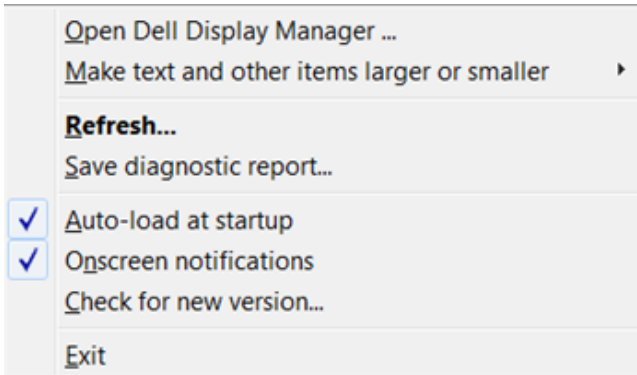 Open Dell Display Manager ...
Make text and other items larger or smaller
Refresh...
Save diagnostic report...
Auto-load at startup
Onscreen notifications
Check for new version...
Exit